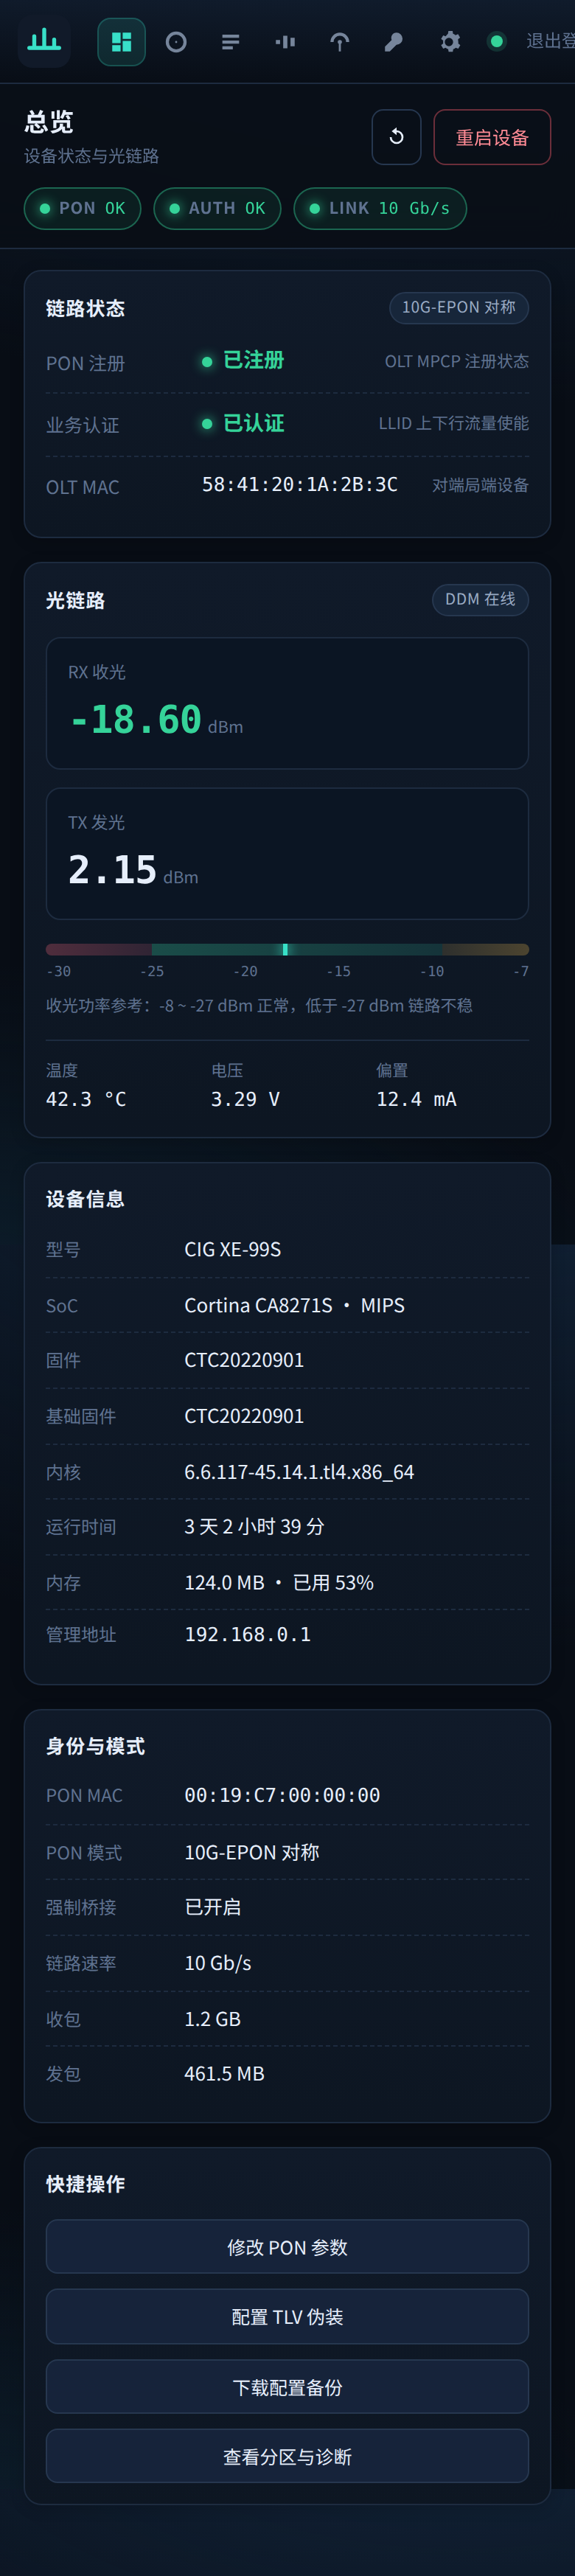 退出登
总览
设备状态与光链路
重启设备
PON OK
AUTH OK
LINK 10 Gb/s
链路状态
10G-EPON 对称
PON 注册 已注册 OLT MPCP 注册状态
业务认证 已认证 LLID 上下行流量使能
OLT MAC 58:41:20:1A:2B:3C 对端局端设备
光链路
DDM 在线
RX 收光
-18.60 dBm
TX 发光
2.15 dBm
-30 -25 -20 -15 -10 -7
收光功率参考：-8 ~ -27 dBm 正常，低于 -27 dBm 链路不稳
温度 电压 偏置
42.3 °C 3.29 V 12.4 mA
设备信息
型号 CIG XE-99S
SoC Cortina CA8271S · MIPS
固件 CTC20220901
基础固件 CTC20220901
内核 6.6.117-45.14.1.tl4.x86_64
运行时间 3 天 2 小时 39 分
内存 124.0 MB · 已用 53%
管理地址 192.168.0.1
身份与模式
PON MAC 00:19:C7:00:00:00
PON 模式 10G-EPON 对称
强制桥接 已开启
链路速率 10 Gb/s
收包 1.2 GB
发包 461.5 MB
快捷操作
修改 PON 参数
配置 TLV 伪装
下载配置备份
查看分区与诊断